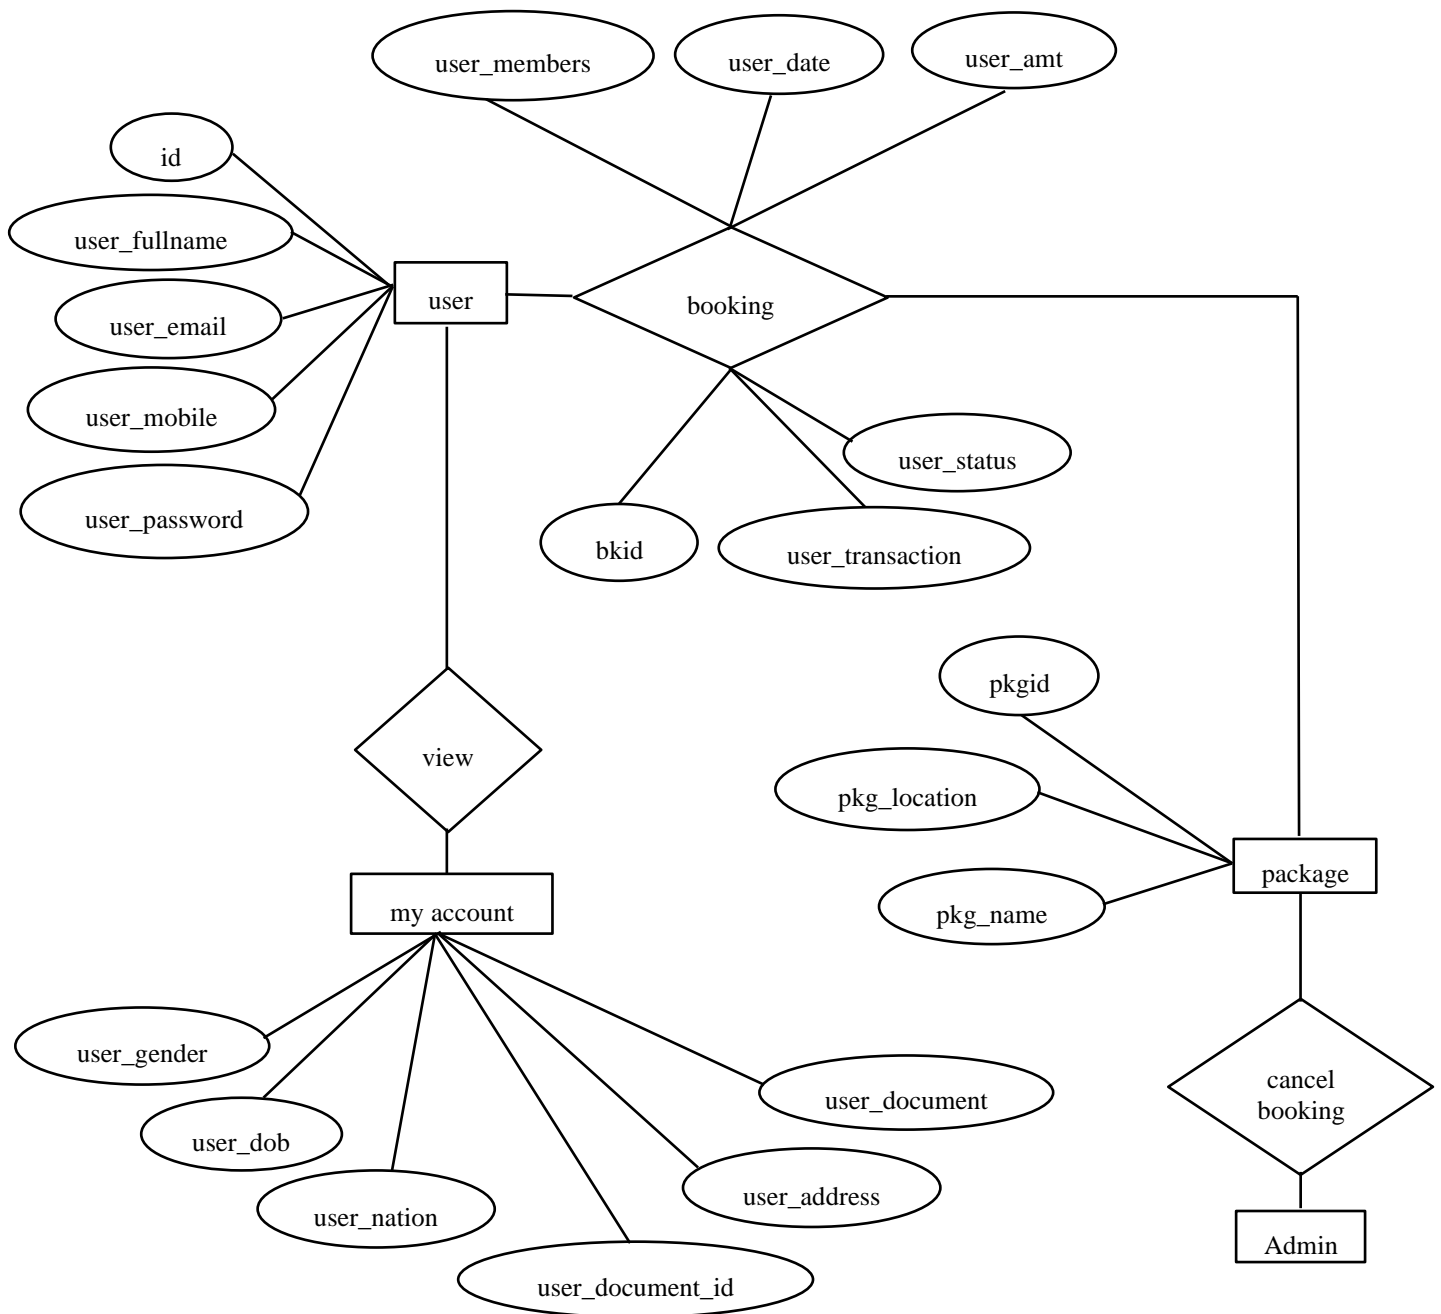 user_members
user_date
user_amt
id
user_fullname
user_email
user_mobile
user_password
user
booking
user_status
bkid
user_transaction
view
pkgid
pkg_location
pkg_name
package
my account
user_gender
user_dob
user_nation
user_document_id
user_address
user_document
cancel
booking
Admin